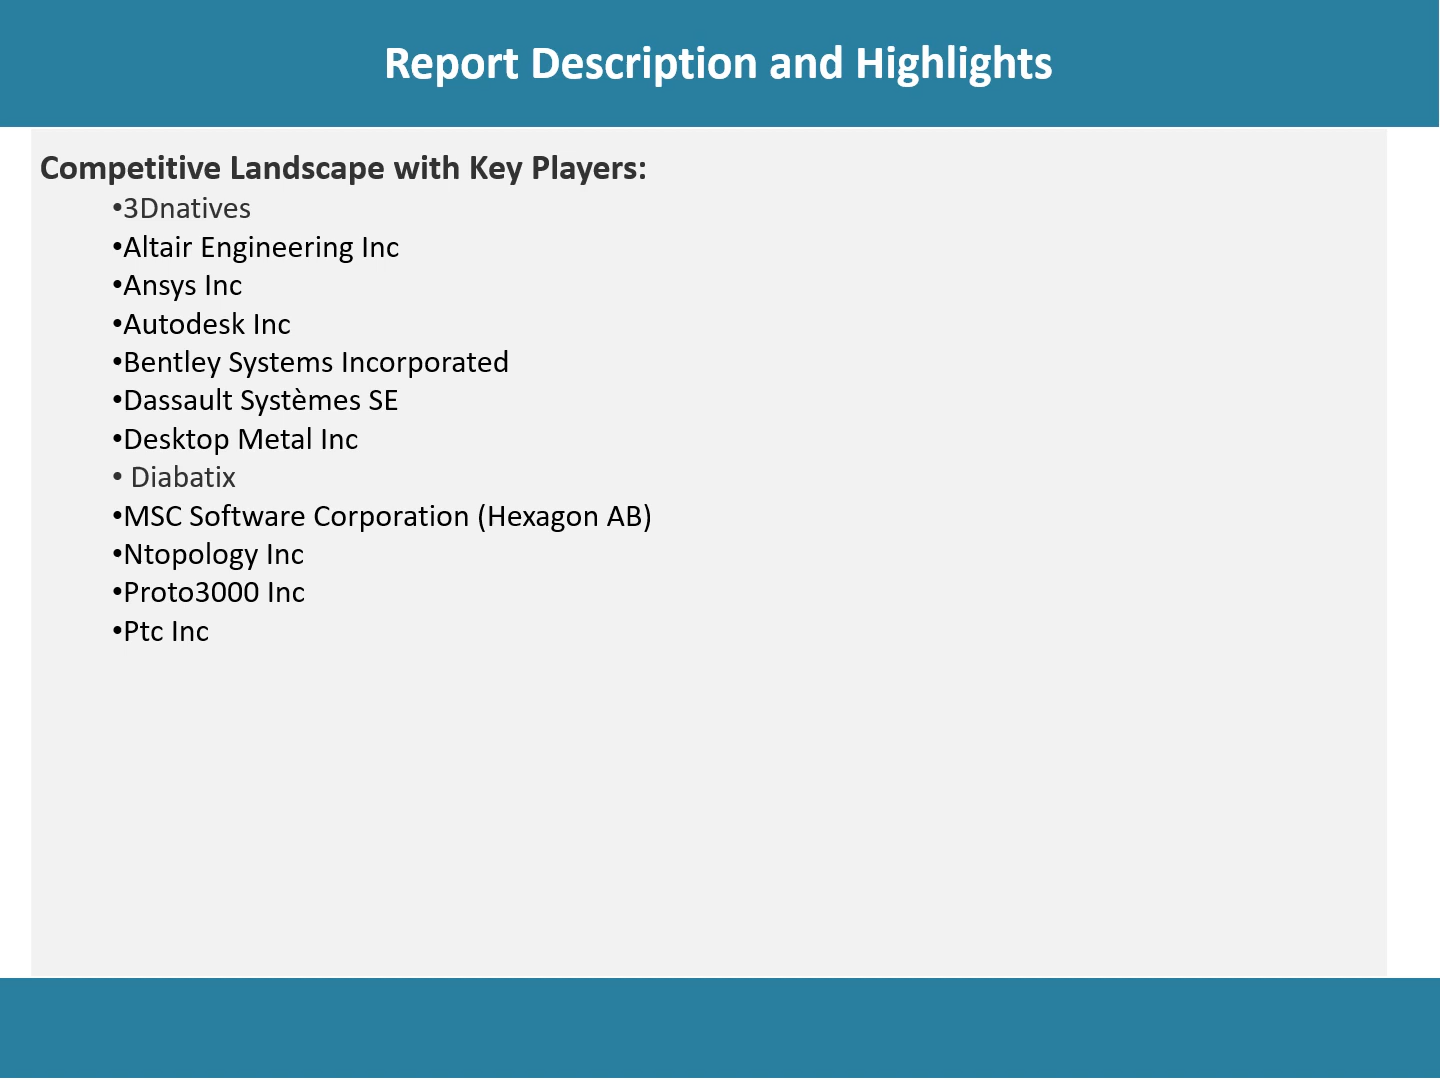 Report Description and Highlights
Competitive Landscape with Key Players:
•3Dnatives
•Altair Engineering Inc
•Ansys Inc
•Autodesk Inc
•Bentley Systems Incorporated
•Dassault Systèmes SE
•Desktop Metal Inc
• Diabatix
•MSC Software Corporation (Hexagon AB)
•Ntopology Inc
•Proto3000 Inc
•Ptc Inc